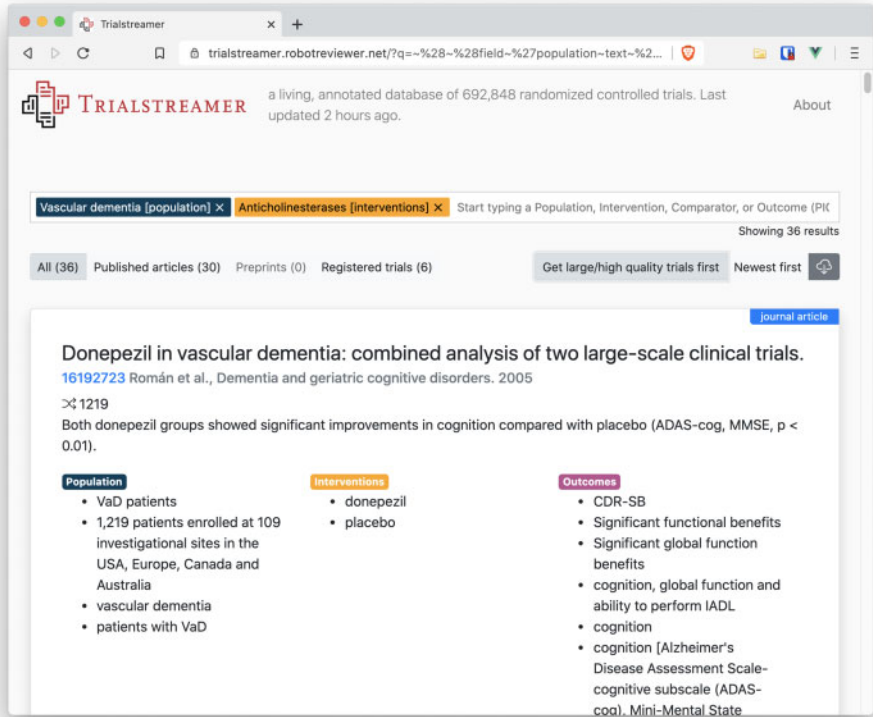 Trialstreamer
trialstreamer.robotreviewer.net/?q=~%28~%28field~%27population~text~%2...
TRIALSTREAMER
a living, annotated database of 692,848 randomized controlled trials. Last
updated 2 hours ago.
About
Vascular dementia [population] × Anticholinesterases [interventions] × Start typing a Population, Intervention, Comparator, or Outcome (PIC
Showing 36 results
All (36) Published articles (30) Preprints (0) Registered trials (6) Get large/high quality trials first Newest first
journal article
Donepezil in vascular dementia: combined analysis of two large-scale clinical trials.
16192723 Román et al., Dementia and geriatric cognitive disorders. 2005
1219
Both donepezil groups showed significant improvements in cognition compared with placebo (ADAS-cog, MMSE, p <
0.01).
Population
• VaD patients
• 1,219 patients enrolled at 109
investigational sites in the
USA, Europe, Canada and
Australia
• vascular dementia
• patients with VaD
Interventions
• donepezil
• placebo
Outcomes
• CDR-SB
• Significant functional benefits
• Significant global function
benefits
• cognition, global function and
ability to perform IADL
• cognition
• cognition [Alzheimer's
Disease Assessment Scale-
cognitive subscale (ADAS-
cog), Mini-Mental State